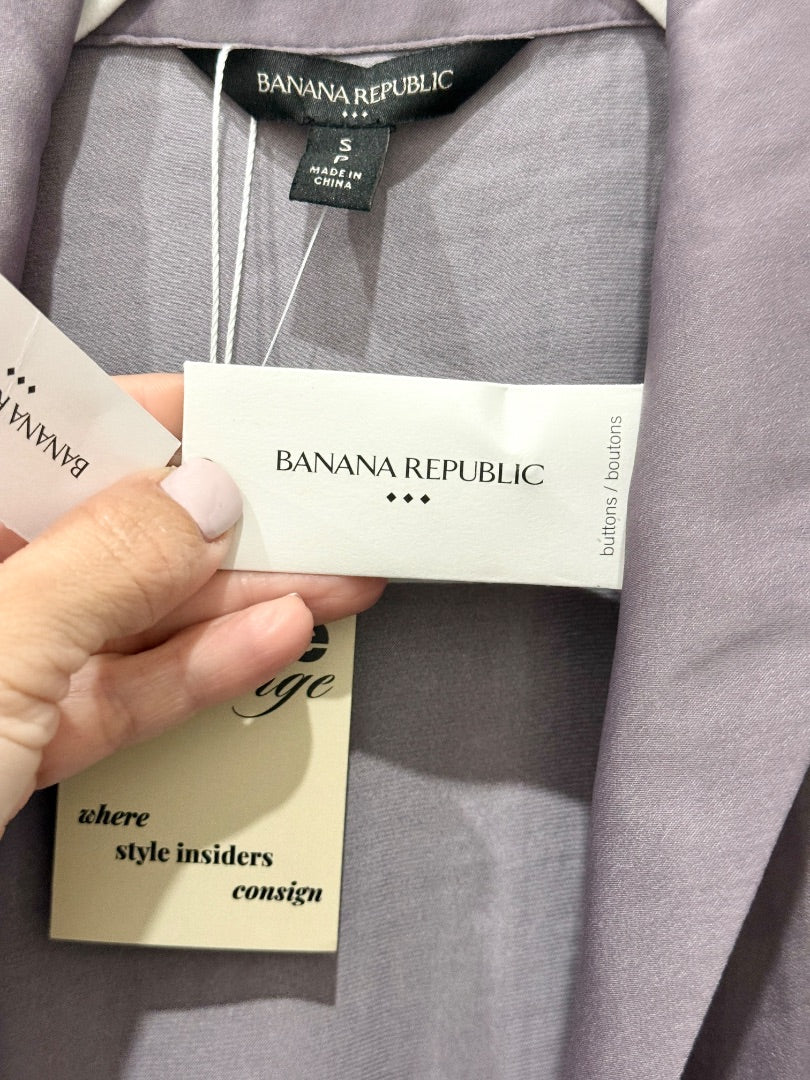 BANANA REPUBLIC
S
P
MADE IN
CHINA
BANANA
BANANA REPUBLIC
buttons / boutons
where
style insiders
consign